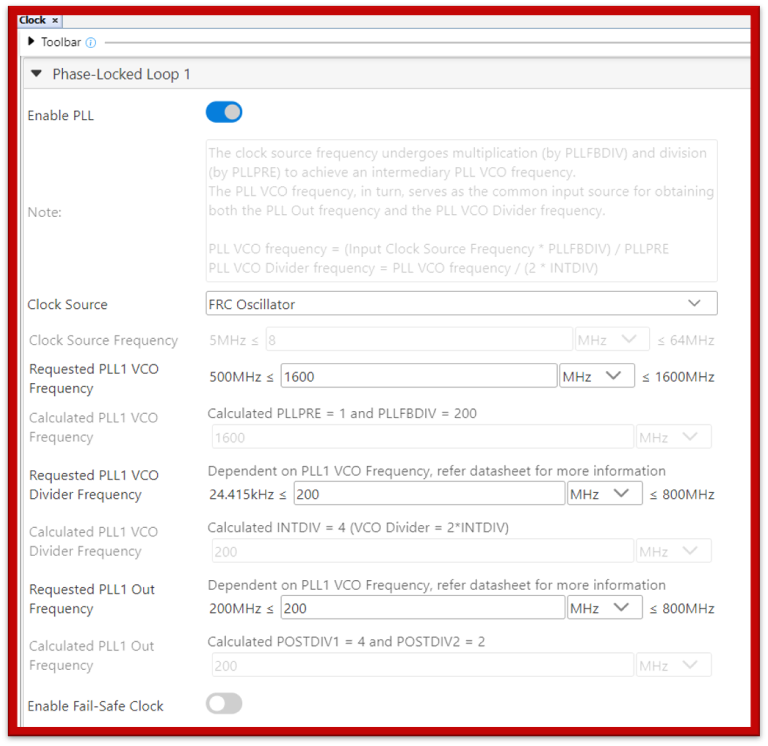 Clock ×
Toolbar
Phase-Locked Loop 1
Enable PLL
Note:
The clock source frequency undergoes multiplication (by PLLFBDIV) and division
(by PLLPRE) to achieve an intermediary PLL VCO frequency.
The PLL VCO frequency, in turn, serves as the common input source for obtaining
both the PLL Out frequency and the PLL VCO Divider frequency.
PLL VCO frequency = (Input Clock Source Frequency * PLLFBDIV) / PLLPRE
PLL VCO Divider frequency = PLL VCO frequency / (2 * INTDIV)
Clock Source FRC Oscillator
Clock Source Frequency 5MHz ≤ 8 MHz ≤ 64MHz
Requested PLL1 VCO
Frequency
500MHz ≤ 1600 MHz ≤ 1600MHz
Calculated PLL1 VCO
Frequency
Calculated PLLPRE = 1 and PLLFBDIV = 200
1600 MHz
Requested PLL1 VCO
Divider Frequency
Dependent on PLL1 VCO Frequency, refer datasheet for more information
24.415kHz ≤ 200 MHz ≤ 800MHz
Calculated PLL1 VCO
Divider Frequency
Calculated INTDIV = 4 (VCO Divider = 2*INTDIV)
200 MHz
Requested PLL1 Out
Frequency
Dependent on PLL1 VCO Frequency, refer datasheet for more information
200MHz ≤ 200 MHz ≤ 800MHz
Calculated PLL1 Out
Frequency
Calculated POSTDIV1 = 4 and POSTDIV2 = 2
200 MHz
Enable Fail-Safe Clock